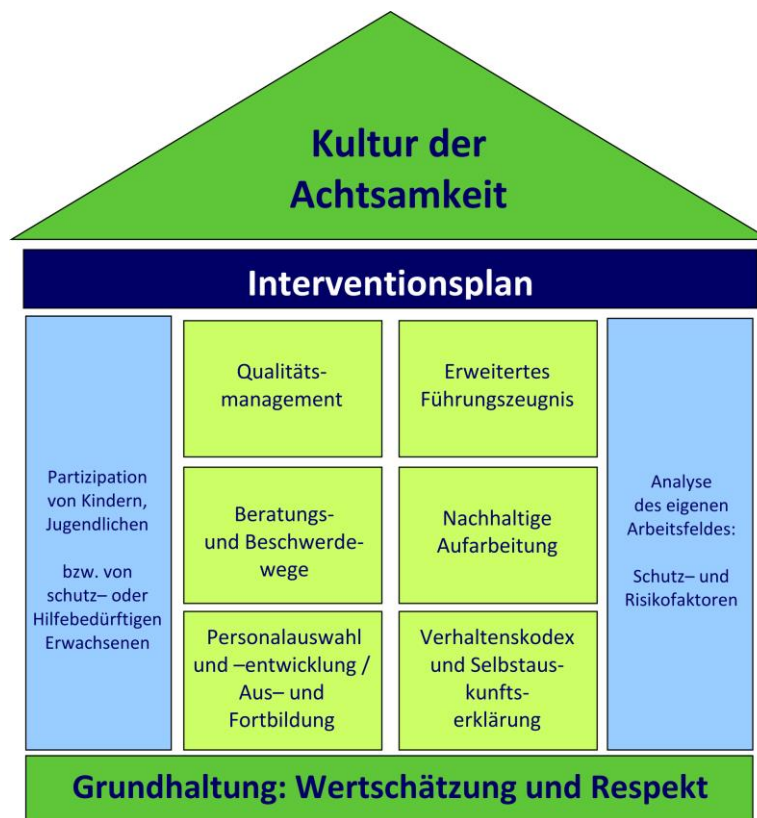 Kultur der
Achtsamkeit
Interventionsplan
Partizipation
von Kindern,
Jugendlichen
bzw. von
schutz– oder
Hilfebedürftigen
Erwachsenen
Qualitäts-
management
Erweitertes
Führungszeugnis
Beratungs-
und Beschwerde-
wege
Nachhaltige
Aufarbeitung
Personalauswahl
und –entwicklung /
Aus– und
Fortbildung
Verhaltenskodex
und Selbstaus-
kunfts-
erklärung
Analyse
des eigenen
Arbeitsfeldes:
Schutz– und
Risikofaktoren
Grundhaltung: Wertschätzung und Respekt